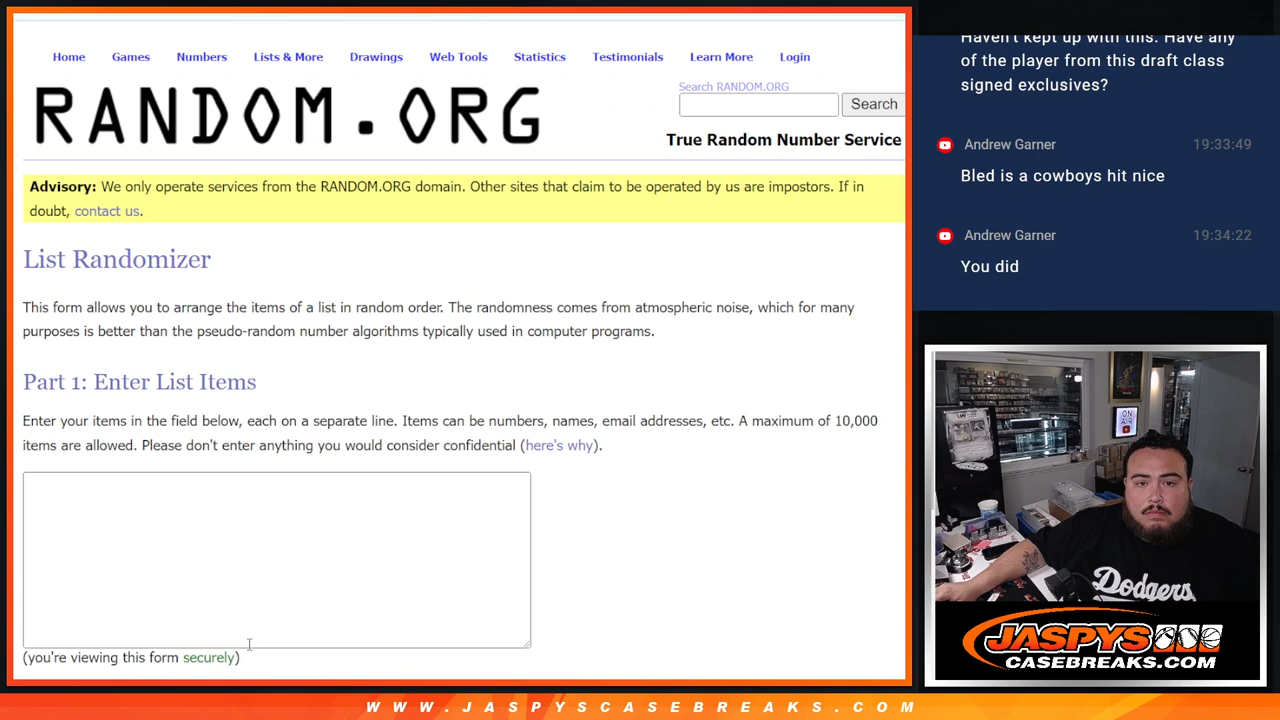 Home Games Numbers Lists & More Drawings Web Tools Statistics Testimonials Learn More Login
RANDOM.ORG
Search RANDOM.ORG
Search
True Random Number Service
Advisory: We only operate services from the RANDOM.ORG domain. Other sites that claim to be operated by us are impostors. If in
doubt, contact us.
List Randomizer
This form allows you to arrange the items of a list in random order. The randomness comes from atmospheric noise, which for many
purposes is better than the pseudo-random number algorithms typically used in computer programs.
Part 1: Enter List Items
Enter your items in the field below, each on a separate line. Items can be numbers, names, email addresses, etc. A maximum of 10,000
items are allowed. Please don't enter anything you would consider confidential (here's why).
(you're viewing this form securely)
Haven't kept up with this. Have any
of the player from this draft class
signed exclusives?
Andrew Garner 19:33:49
Bled is a cowboys hit nice
Andrew Garner 19:34:22
You did
ON
AIR
Dodgers
JASPYS
CASEBREAKS.COM
WWW.JASPYSCASEBREAKS.COM